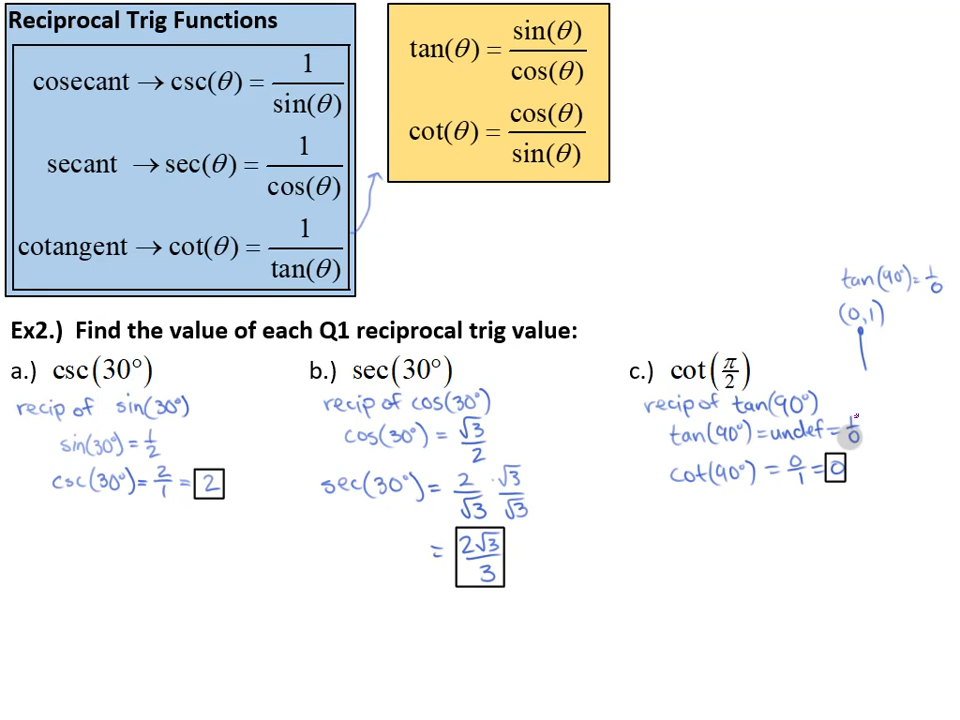 Reciprocal Trig Functions
cosecant → csc(θ) = 1/sin(θ)
secant → sec(θ) = 1/cos(θ)
cotangent → cot(θ) = 1/tan(θ)
tan(θ) = sin(θ)/cos(θ)
cot(θ) = cos(θ)/sin(θ)
tan(90°) = 1/0
(0,1)
Ex2.) Find the value of each Q1 reciprocal trig value:
a.) csc(30°)
recip of sin(30°)
sin(30°) = 1/2
csc(30°) = 2/1 = 2
b.) sec(30°)
recip of cos(30°)
cos(30°) = √3/2
sec(30°) = 2/√3 · √3/√3
= 2√3/3
c.) cot(π/2)
recip of tan(90°)
tan(90°) = undef = 1/0
cot(90°) = 0/1 = 0